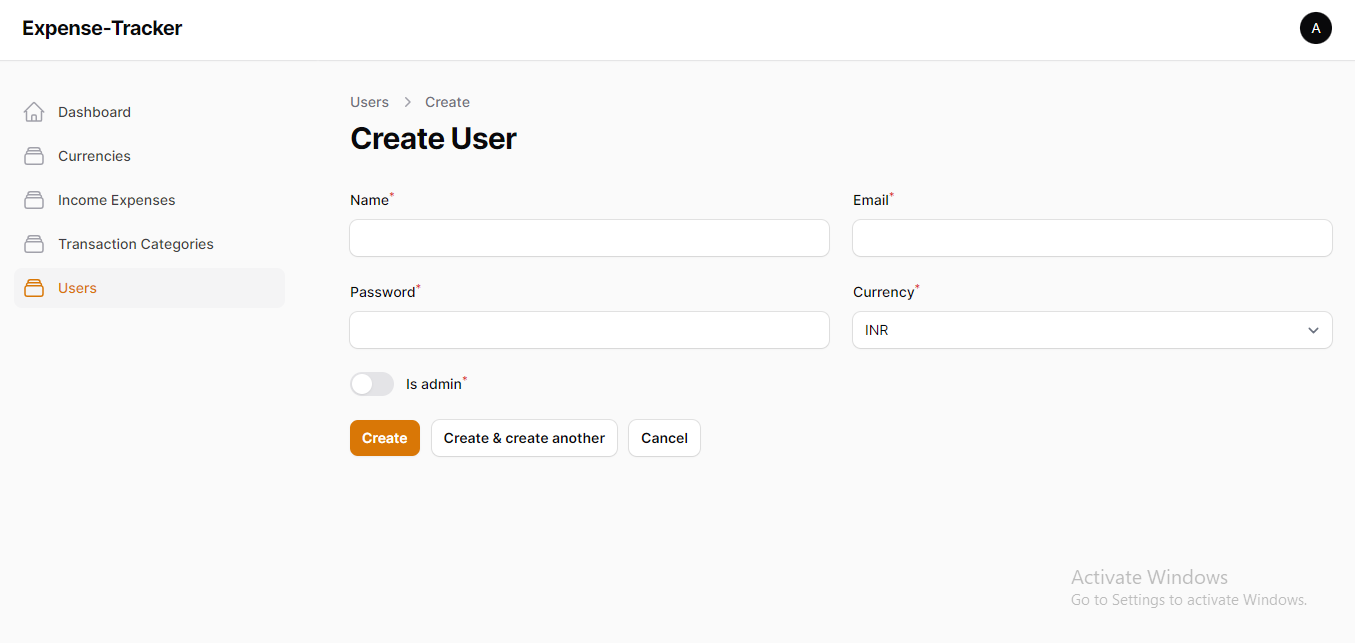 Expense-Tracker
A
Dashboard
Currencies
Income Expenses
Transaction Categories
Users
Users > Create
Create User
Name*
Email*
Password*
Currency*
INR
Is admin*
Create
Create & create another
Cancel
Activate Windows
Go to Settings to activate Windows.